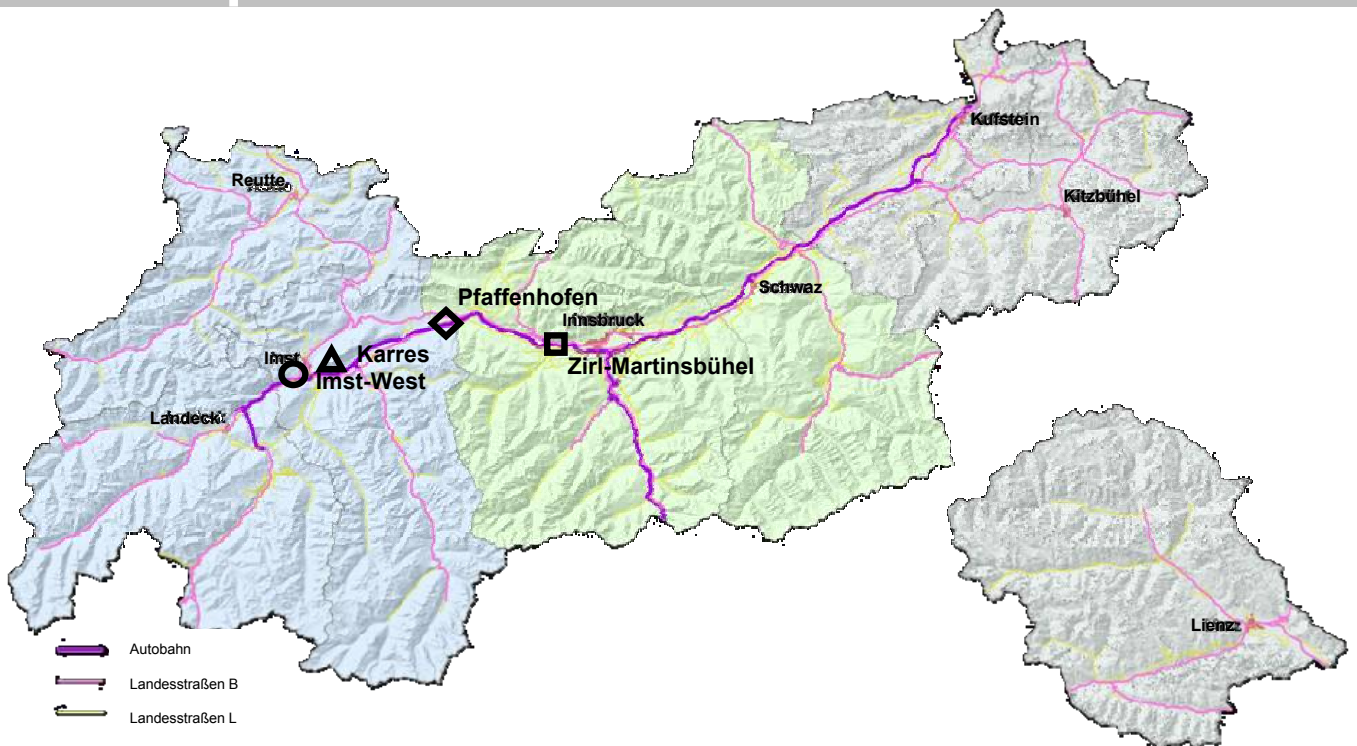 Kufstein
Reutte
Kitzbühel
Schwaz
Pfaffenhofen
Innsbruck
Imst
Karres
Zirl-Martinsbühel
Imst-West
Landeck
Lienz
Autobahn
Landesstraßen B
Landesstraßen L